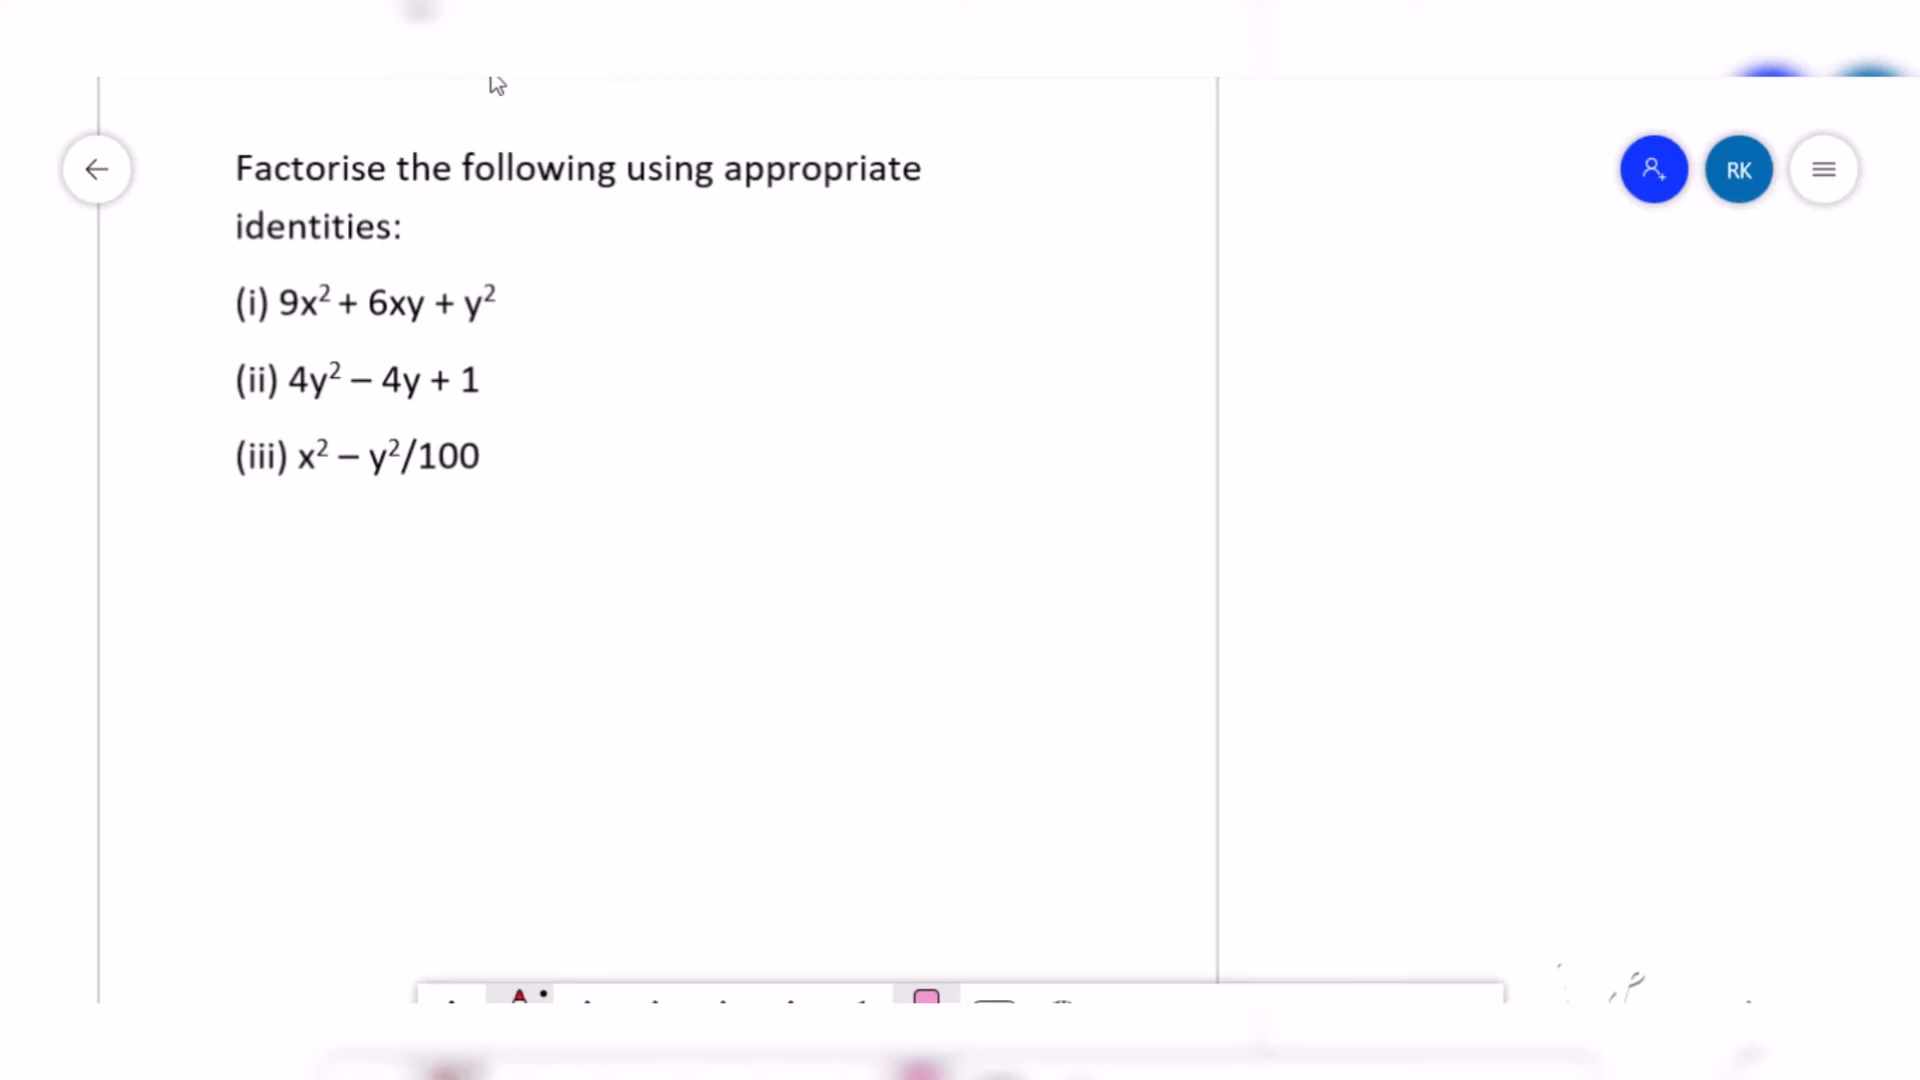 Factorise the following using appropriate
identities:
(i) 9x² + 6xy + y²
(ii) 4y² – 4y + 1
(iii) x² – y²/100
RK